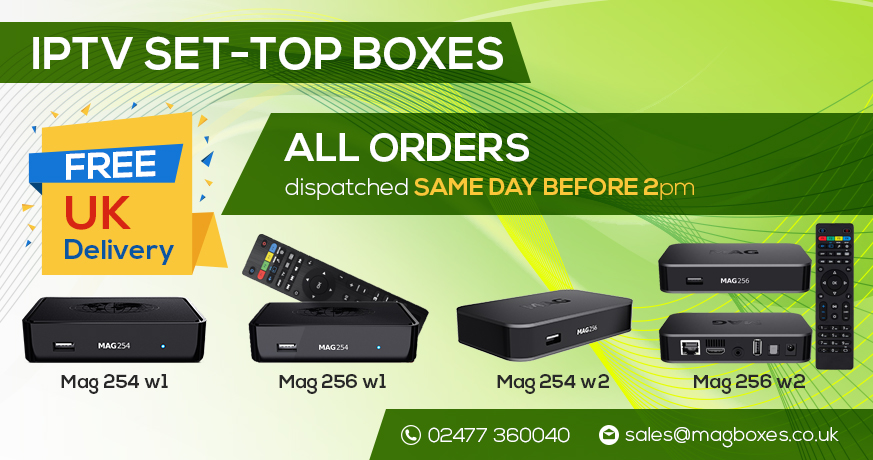 IPTV SET-TOP BOXES
FREE
UK
Delivery
ALL ORDERS
dispatched SAME DAY BEFORE 2pm
MAG254
MAG254
MAG256
MAG256
Mag 254 w1
Mag 256 w1
Mag 254 w2
Mag 256 w2
02477 360040
sales@magboxes.co.uk